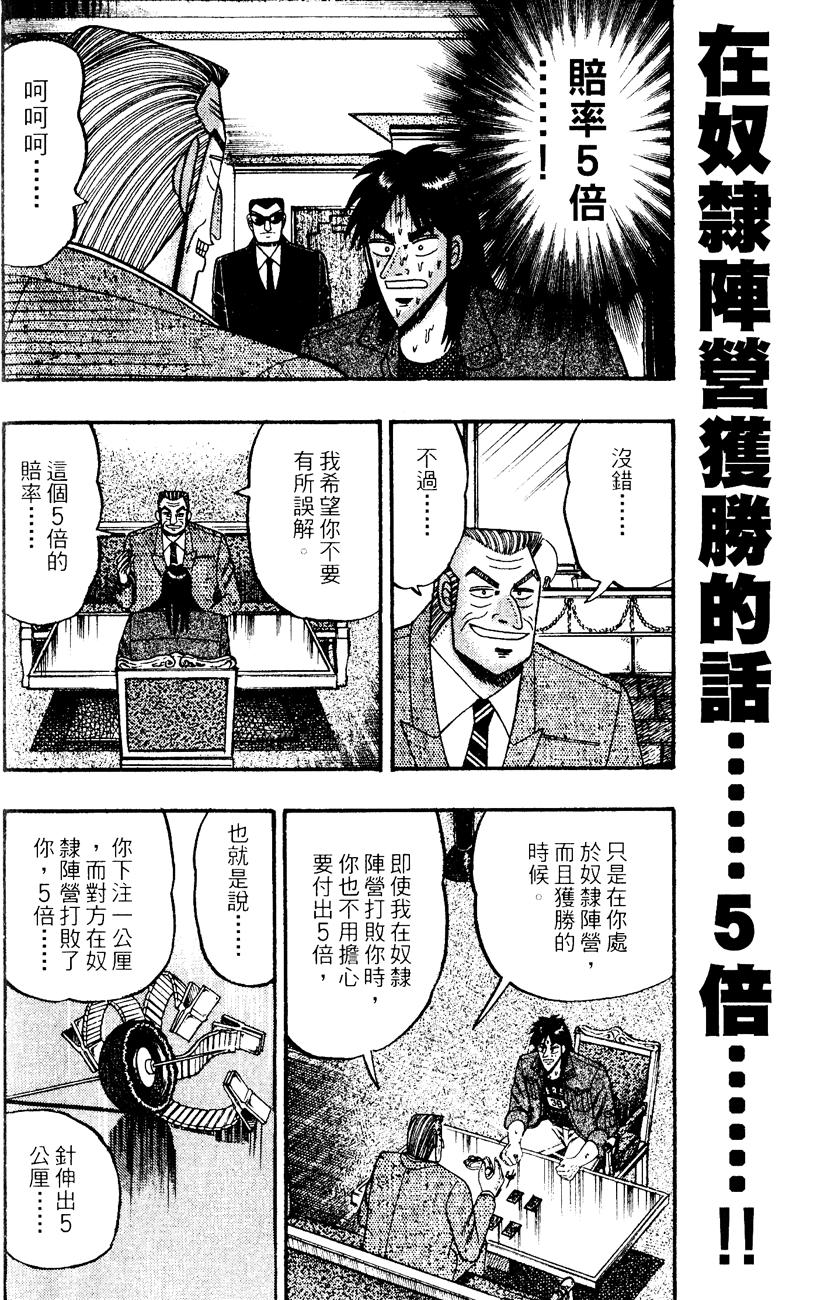 在奴隸陣營獲勝的話……5倍……!!
賠率5倍
……!
呵呵呵……
沒錯……
不過……
我希望你不要
有所誤解。
這個5倍的
賠率……
只是在你處
於奴隸陣營，
而且獲勝的
時候。
即使我在奴隸
陣營打敗你時，
你也不用擔心
要付出5倍，
也就是說……
你下注一公厘
，而對方在奴
隸陣營打敗了
你，5倍……
針伸出5
公厘……